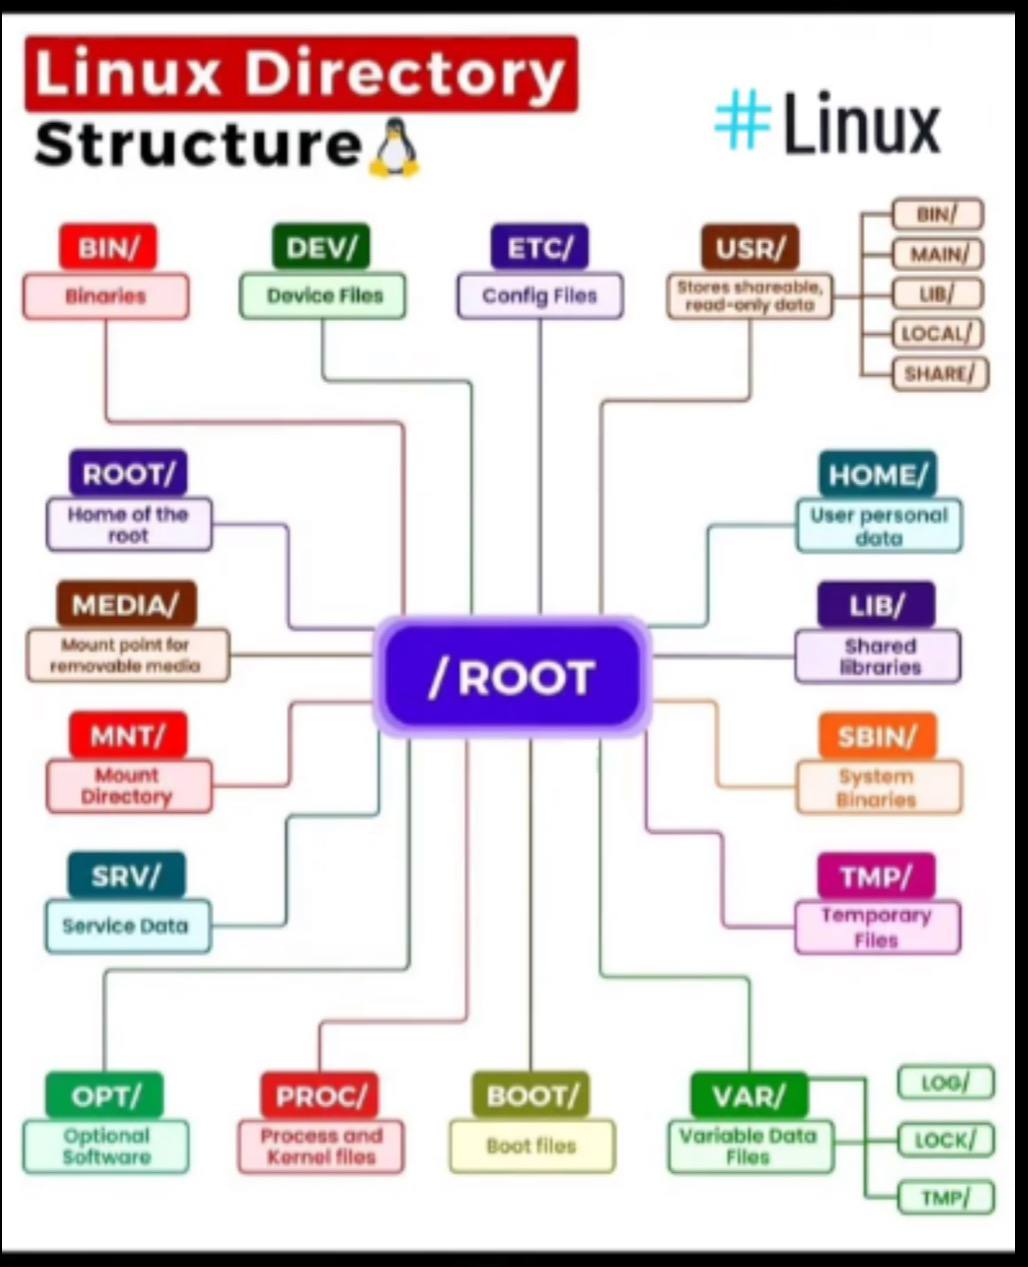 Linux Directory
Structure
#Linux
BIN/
Binaries
DEV/
Device Files
ETC/
Config Files
USR/
Stores shareable,
read-only data
BIN/
MAIN/
LIB/
LOCAL/
SHARE/
ROOT/
Home of the
root
HOME/
User personal
data
MEDIA/
Mount point for
removable media
LIB/
Shared
libraries
/ ROOT
MNT/
Mount
Directory
SBIN/
System
Binaries
SRV/
Service Data
TMP/
Temporary
Files
OPT/
Optional
Software
PROC/
Process and
Kernel files
BOOT/
Boot files
VAR/
Variable Data
Files
LOG/
LOCK/
TMP/